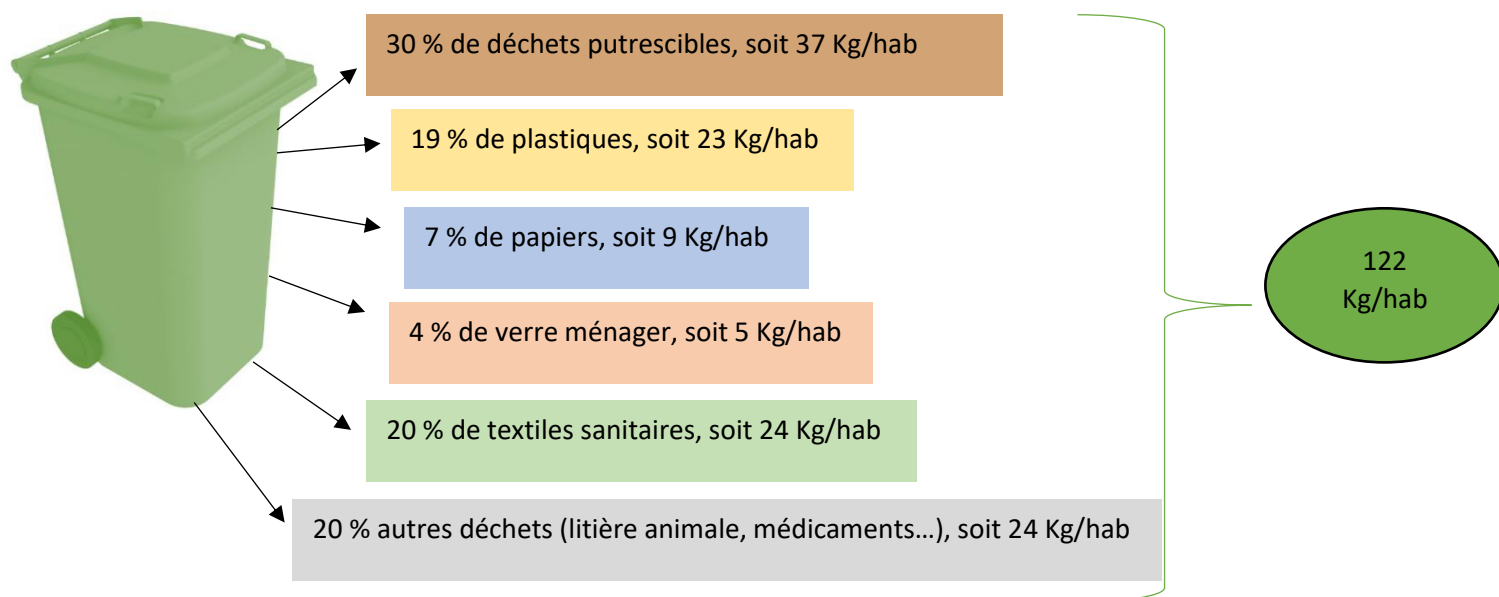 30 % de déchets putrescibles, soit 37 Kg/hab
19 % de plastiques, soit 23 Kg/hab
7 % de papiers, soit 9 Kg/hab
4 % de verre ménager, soit 5 Kg/hab
20 % de textiles sanitaires, soit 24 Kg/hab
20 % autres déchets (litière animale, médicaments…), soit 24 Kg/hab
122
Kg/hab